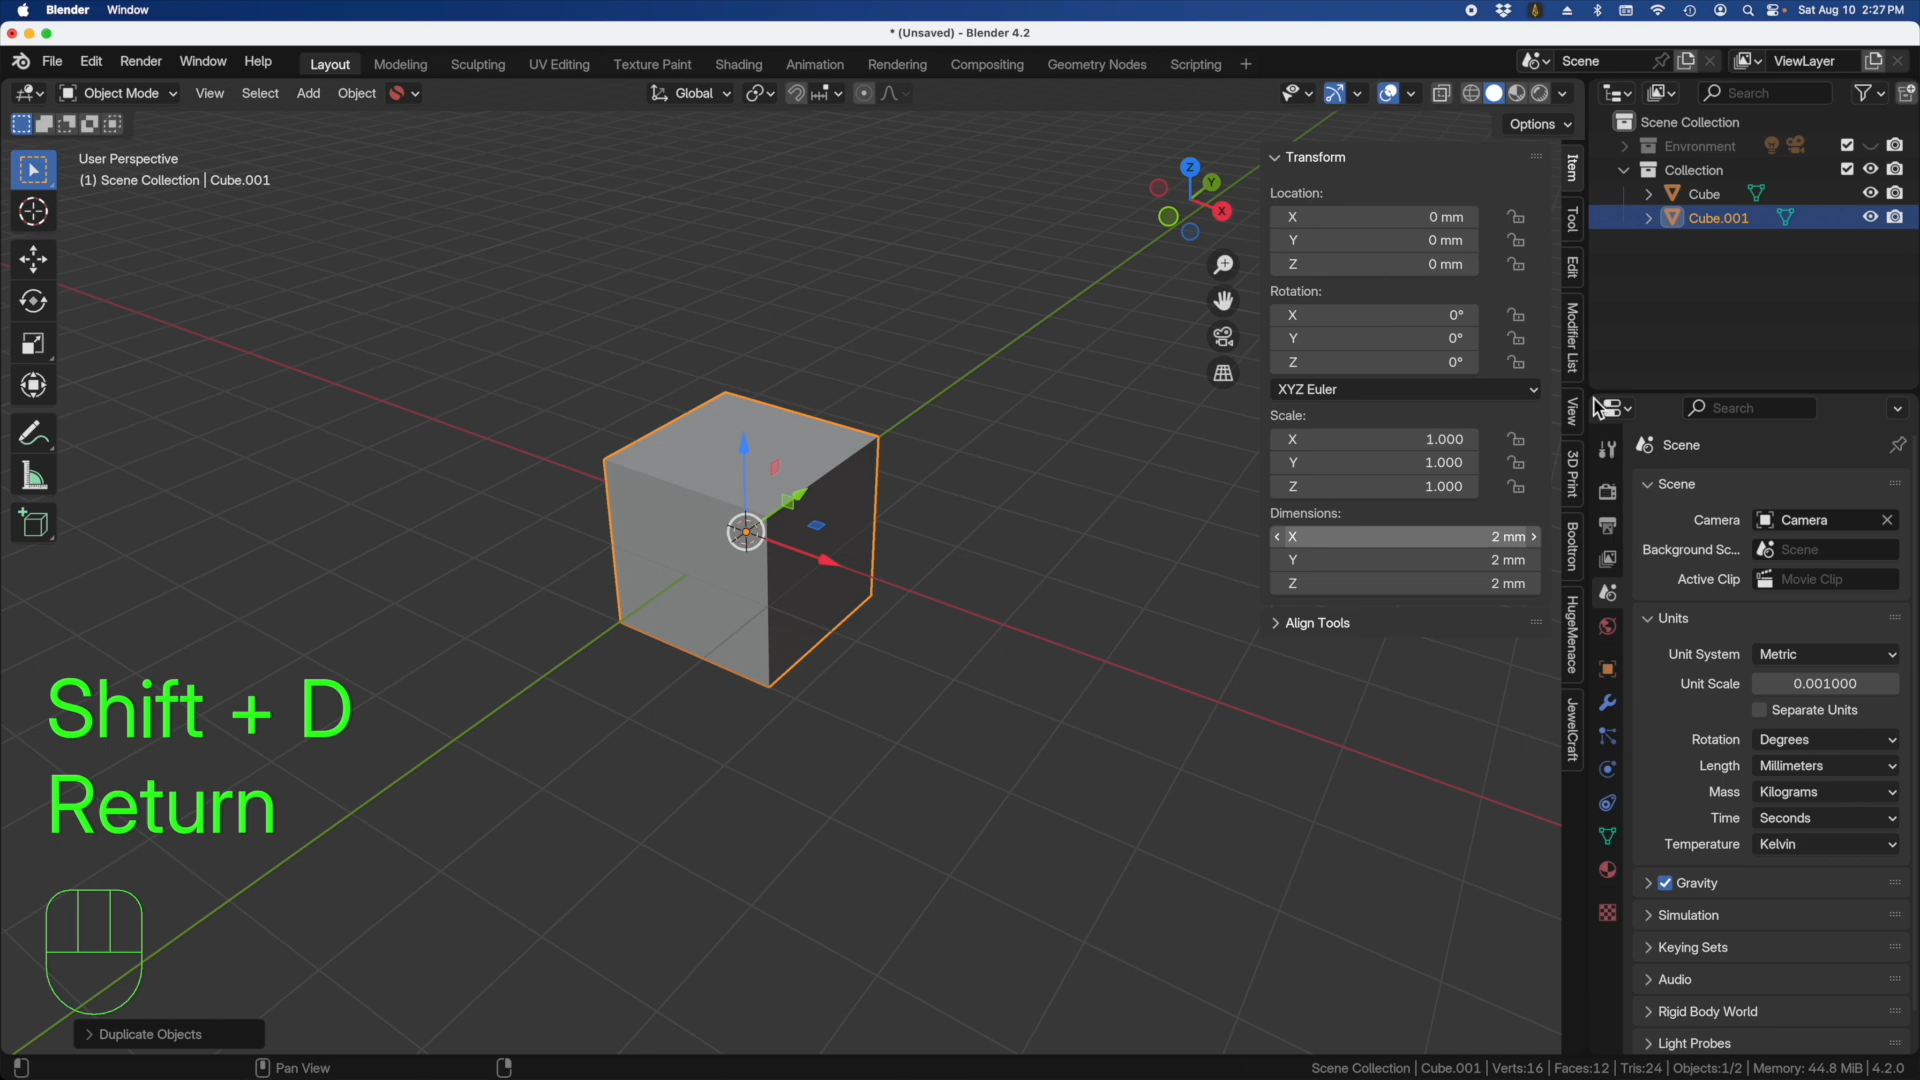 Blender Window Sat Aug 10 2:27 PM
* (Unsaved) - Blender 4.2
File Edit Render Window Help Layout Modeling Sculpting UV Editing Texture Paint Shading Animation Rendering Compositing Geometry Nodes Scripting + Scene ViewLayer
Object Mode View Select Add Object Global Search
Options
User Perspective
(1) Scene Collection | Cube.001
Z
Y
X
Transform
Location:
X 0 mm
Y 0 mm
Z 0 mm
Rotation:
X 0°
Y 0°
Z 0°
XYZ Euler
Scale:
X 1.000
Y 1.000
Z 1.000
Dimensions:
X 2 mm
Y 2 mm
Z 2 mm
Align Tools
Item
Tool
Edit
Modifier List
View
3D Print
Booltron
HugeMenace
JewelCraft
Scene Collection
Envronment
Collection
Cube
Cube.001
Search
Scene
Scene
Camera Camera
Background Sc... Scene
Active Clip Movie Clip
Units
Unit System Metric
Unit Scale 0.001000
Separate Units
Rotation Degrees
Length Millimeters
Mass Kilograms
Time Seconds
Temperature Kelvin
Gravity
Simulation
Keying Sets
Audio
Rigid Body World
Light Probes
Shift + D
Return
Duplicate Objects
Pan View
Scene Collection | Cube.001 | Verts:16 | Faces:12 | Tris:24 | Objects:1/2 | Memory: 44.8 MiB | 4.2.0